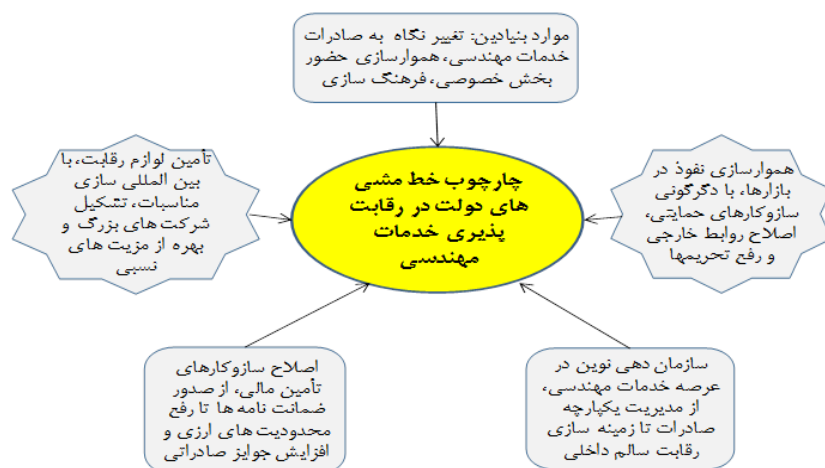 موارد بنیادین: تغییر نگاه به صادرات
خدمات مهندسی، هموارسازی حضور
بخش خصوصی، فرهنگ سازی
هموارسازی نفوذ در
بازارها، با دگرگونی
سازوکارهای حمایتی،
اصلاح روابط خارجی
و رفع تحریمها
چارچوب خط مشی
های دولت در رقابت
پذیری خدمات
مهندسی
تأمین لوازم رقابت، با
بین المللی سازی
مناسبات، تشکیل
شرکت های بزرگ و
بهره از مزیت های
نسبی
سازمان دهی نوین در
عرصه خدمات مهندسی،
از مدیریت یکپارچه
صادرات تا زمینه سازی
رقابت سالم داخلی
اصلاح سازوکارهای
تأمین مالی، از صدور
ضمانت نامه ها تا رفع
محدودیت های ارزی و
افزایش جوایز صادراتی